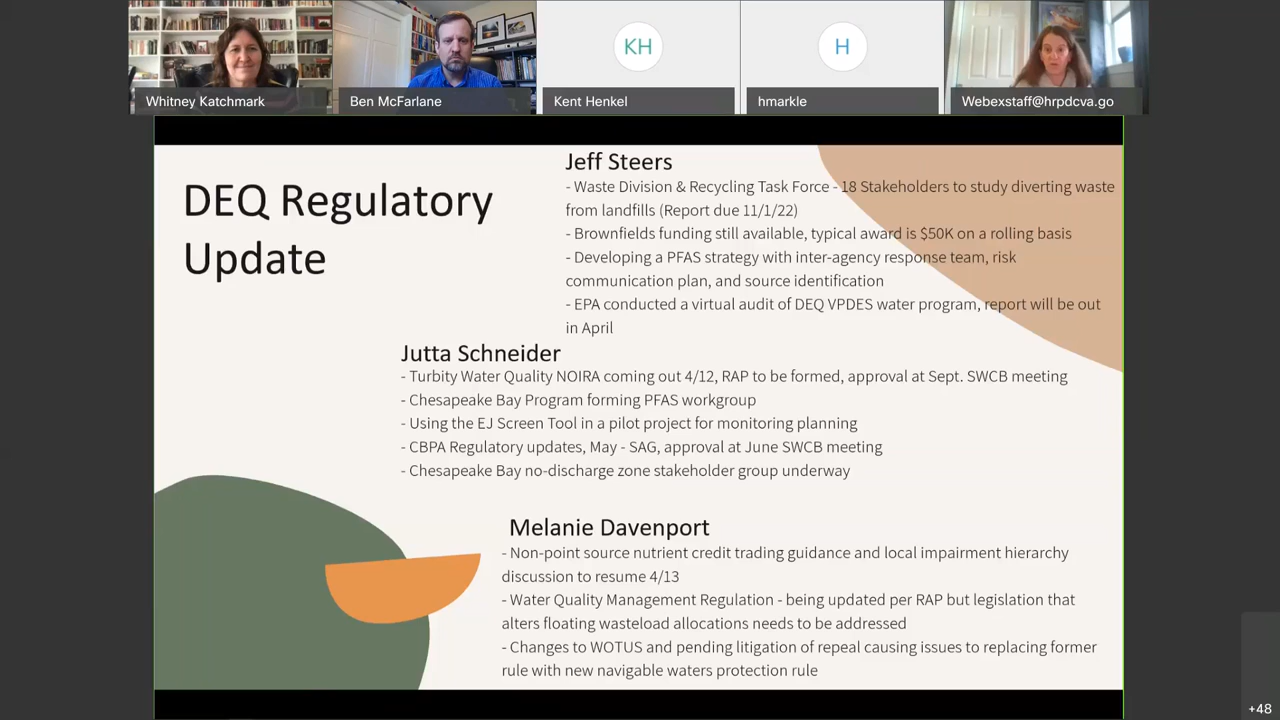 KH
H
Whitney Katchmark
Ben McFarlane
Kent Henkel
hmarkle
Webexstaff@hrpdcva.go
DEQ Regulatory
Update
Jeff Steers
- Waste Division & Recycling Task Force - 18 Stakeholders to study diverting waste
from landfills (Report due 11/1/22)
- Brownfields funding still available, typical award is $50K on a rolling basis
- Developing a PFAS strategy with inter-agency response team, risk
communication plan, and source identification
- EPA conducted a virtual audit of DEQ VPDES water program, report will be out
in April
Jutta Schneider
- Turbity Water Quality NOIRA coming out 4/12, RAP to be formed, approval at Sept. SWCB meeting
- Chesapeake Bay Program forming PFAS workgroup
- Using the EJ Screen Tool in a pilot project for monitoring planning
- CBPA Regulatory updates, May - SAG, approval at June SWCB meeting
- Chesapeake Bay no-discharge zone stakeholder group underway
Melanie Davenport
- Non-point source nutrient credit trading guidance and local impairment hierarchy
discussion to resume 4/13
- Water Quality Management Regulation - being updated per RAP but legislation that
alters floating wasteload allocations needs to be addressed
- Changes to WOTUS and pending litigation of repeal causing issues to replacing former
rule with new navigable waters protection rule
+48